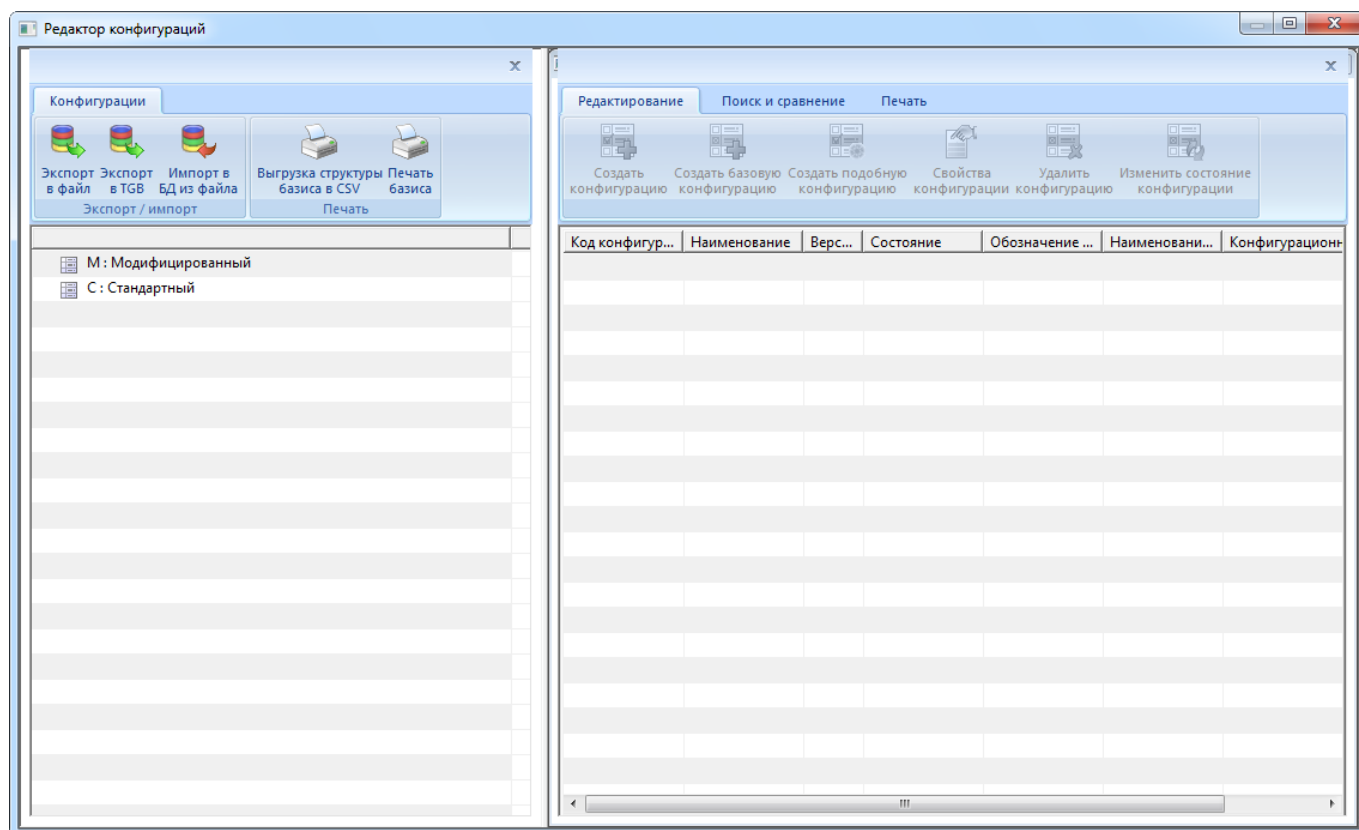 Редактор конфигураций
Конфигурации
Экспорт в файл
Экспорт в TGB
Импорт в БД из файла
Выгрузка структуры базиса в CSV
Печать базиса
Экспорт / импорт
Печать
М : Модифицированный
С : Стандартный
Редактирование
Поиск и сравнение
Печать
Создать конфигурацию
Создать базовую конфигурацию
Создать подобную конфигурацию
Свойства конфигурации
Удалить конфигурацию
Изменить состояние конфигурации
Код конфигур...
Наименование
Верс...
Состояние
Обозначение ...
Наименовани...
Конфигурационн